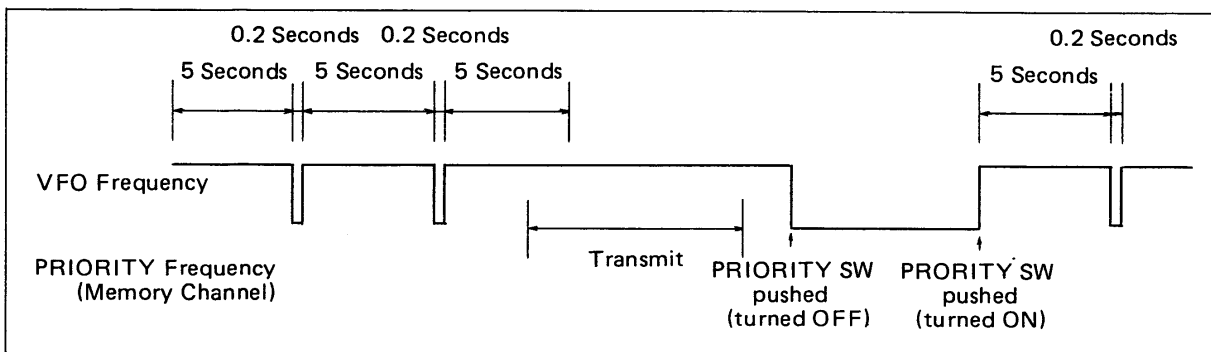 0.2 Seconds 0.2 Seconds
0.2 Seconds
5 Seconds 5 Seconds 5 Seconds
5 Seconds
VFO Frequency
PRIORITY Frequency
(Memory Channel)
Transmit
PRIORITY SW
pushed
(turned OFF)
PRORITY SW
pushed
(turned ON)